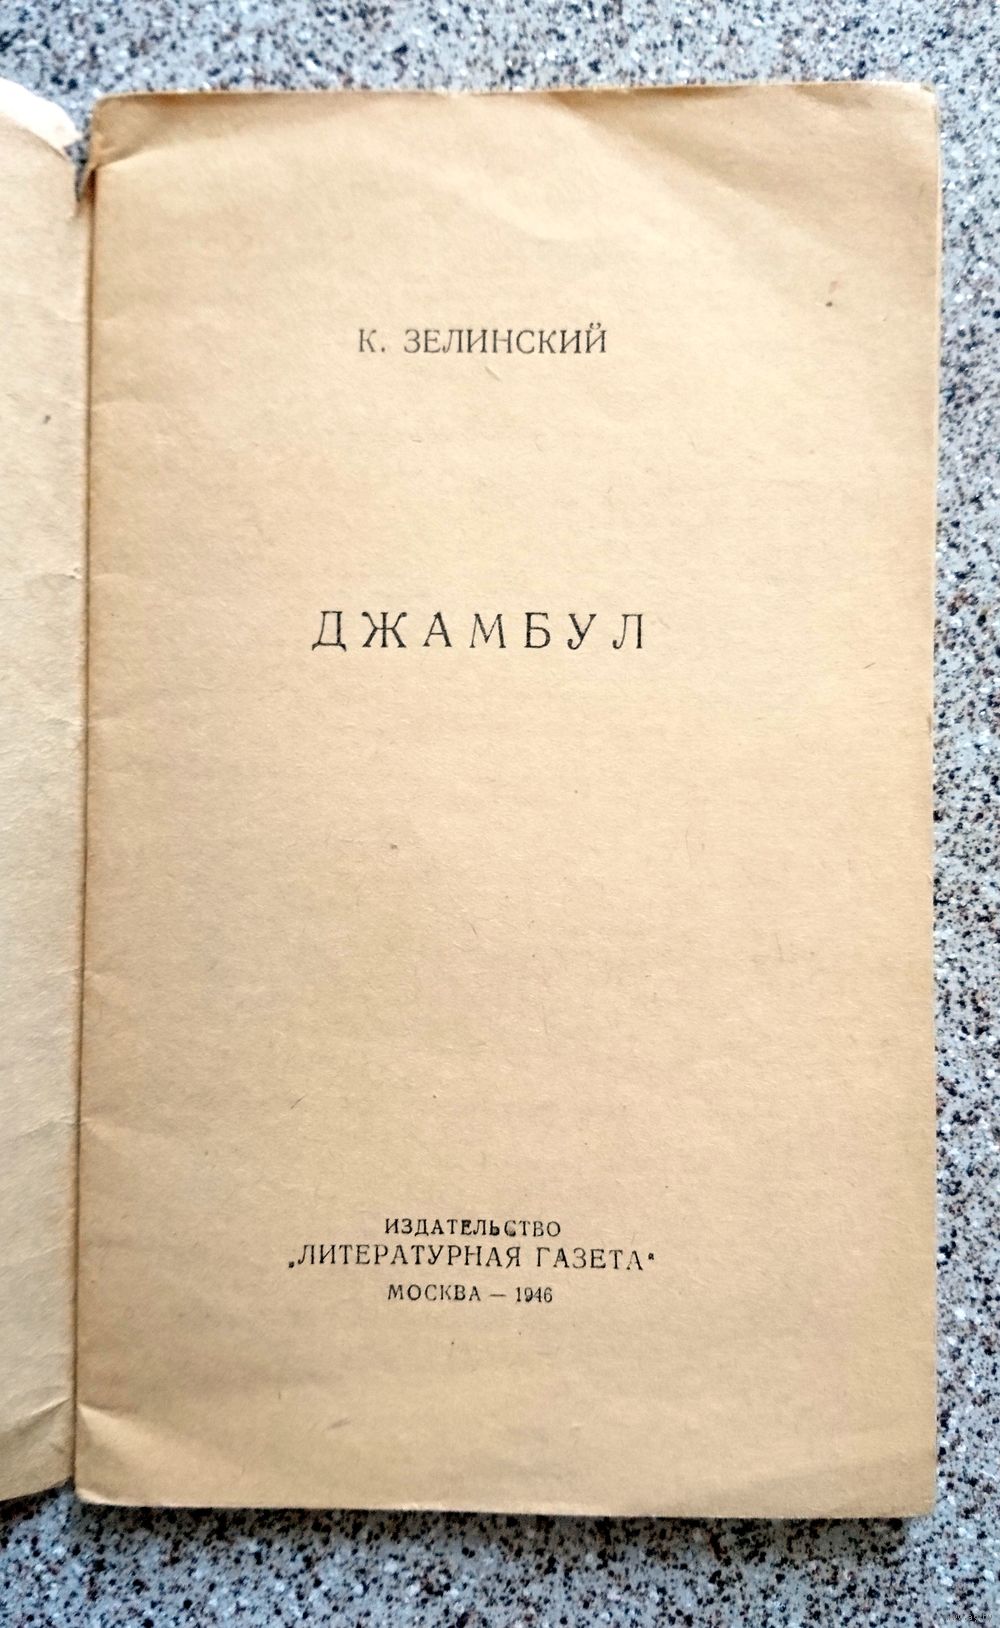 К. ЗЕЛИНСКИЙ
ДЖАМБУЛ
ИЗДАТЕЛЬСТВО
„ЛИТЕРАТУРНАЯ ГАЗЕТА"
МОСКВА — 1946